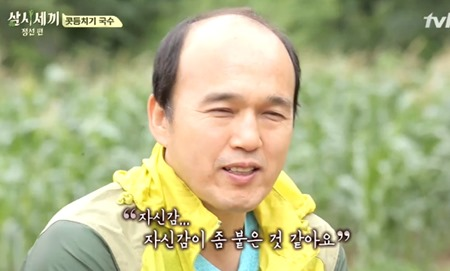 삼시세끼
정선 편
콧등치기 국수
tvN
“자신감...
자신감이 좀 붙은 것 같아요”